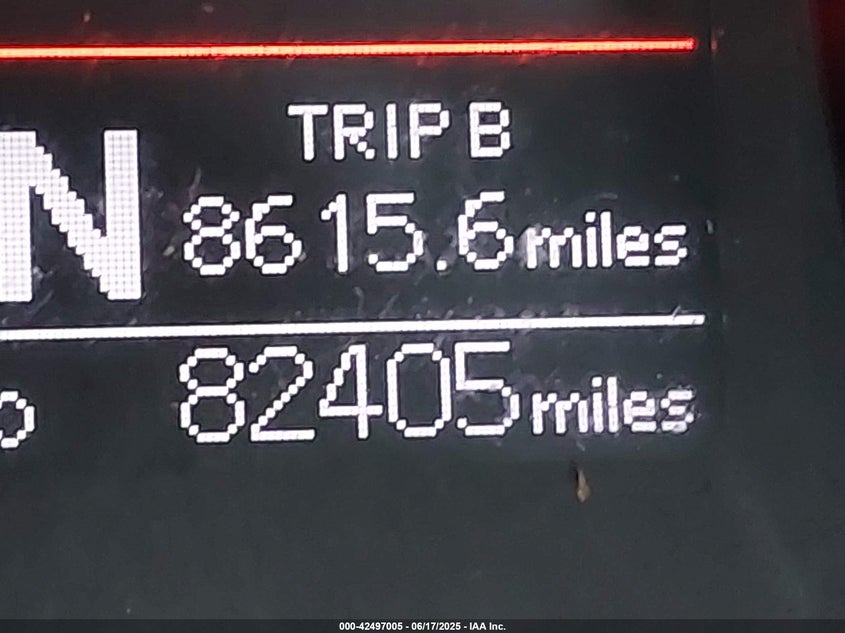 TRIP B
N
8615.6 miles
82405 miles
000-42497005 - 06/17/2025 - IAA Inc.